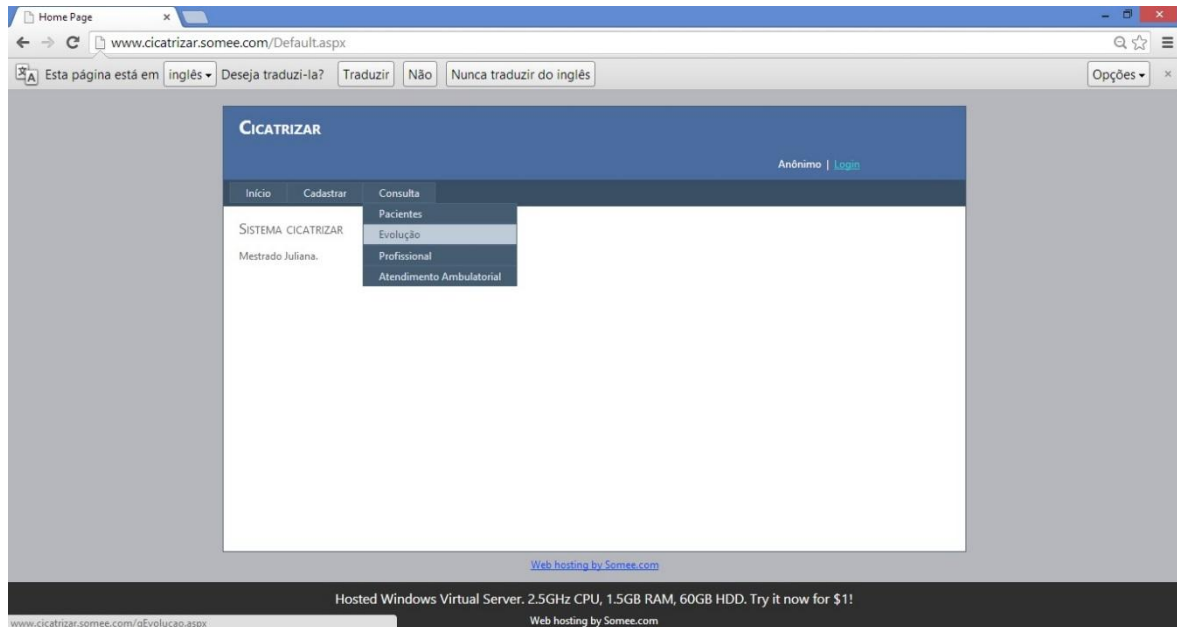 Home Page
www.cicatrizar.somee.com/Default.aspx
Esta página está em inglês Deseja traduzi-la? Traduzir Não Nunca traduzir do inglês Opções
CICATRIZAR
Anônimo | Login
Início Cadastrar Consulta
Pacientes
SISTEMA CICATRIZAR
Evolução
Mestrado Juliana.
Profissional
Atendimento Ambulatorial
Web hosting by Somee.com
Hosted Windows Virtual Server. 2.5GHz CPU, 1.5GB RAM, 60GB HDD. Try it now for $1!
www.cicatrizar.somee.com/qEvolucao.aspx
Web hosting by Somee.com